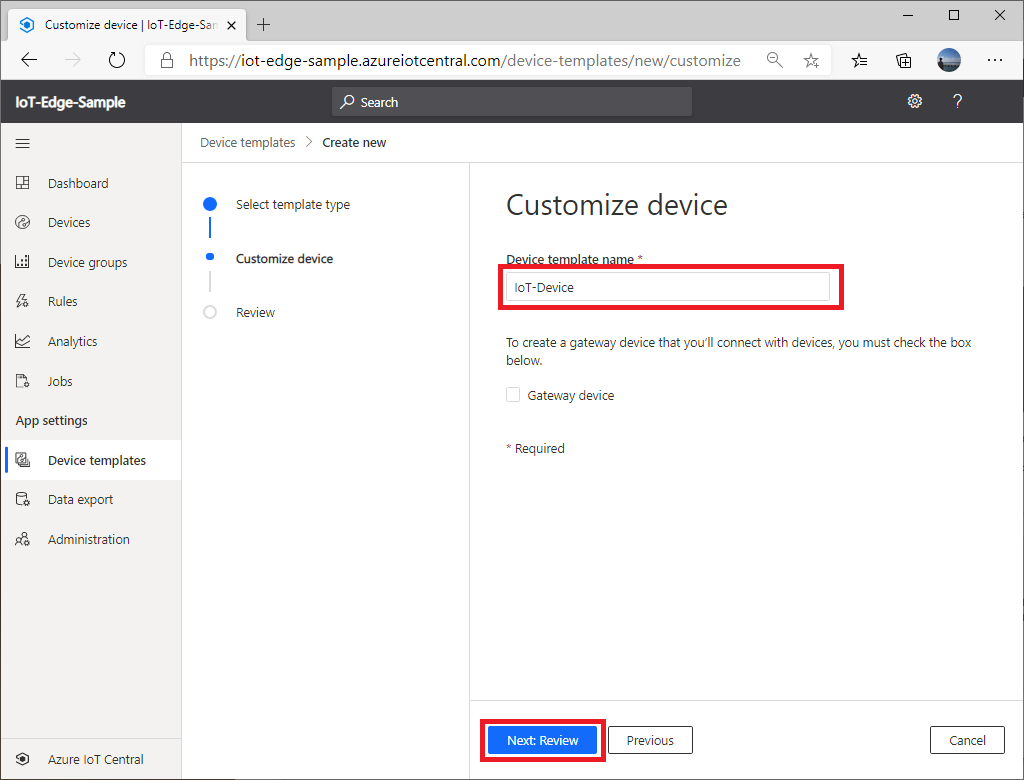 Customize device | IoT-Edge-San
https://iot-edge-sample.azureiotcentral.com/device-templates/new/customize
IoT-Edge-Sample
Search
?
Device templates > Create new
Dashboard
Devices
Device groups
Rules
Analytics
Jobs
App settings
Device templates
Data export
Administration
Azure IoT Central
Select template type
Customize device
Review
Customize device
Device template name *
IoT-Device
To create a gateway device that you'll connect with devices, you must check the box
below.
Gateway device
* Required
Next: Review
Previous
Cancel